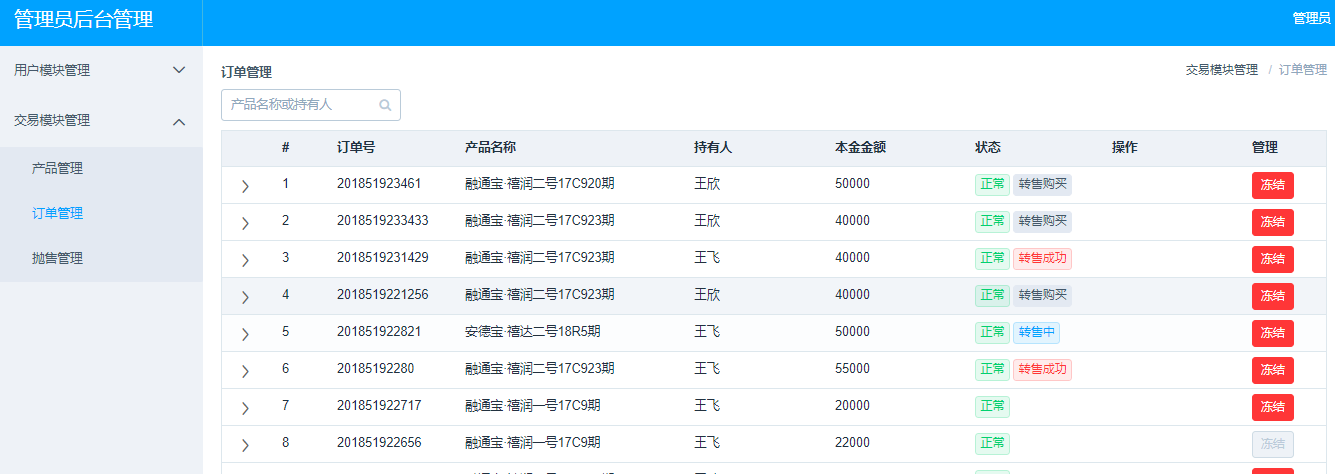 管理员后台管理 管理员
用户模块管理
交易模块管理
产品管理
订单管理
抛售管理
订单管理 交易模块管理 / 订单管理
产品名称或持有人
# 订单号 产品名称 持有人 本金金额 状态 操作 管理
1 201851923461 融通宝·禧润二号17C920期 王欣 50000 正常 转售购买 冻结
2 2018519233433 融通宝·禧润二号17C923期 王欣 40000 正常 转售购买 冻结
3 2018519231429 融通宝·禧润二号17C923期 王飞 40000 正常 转售成功 冻结
4 2018519221256 融通宝·禧润二号17C923期 王欣 40000 正常 转售购买 冻结
5 201851922821 安德宝·禧达二号18R5期 王飞 50000 正常 转售中 冻结
6 20185192280 融通宝·禧润二号17C923期 王飞 55000 正常 转售成功 冻结
7 201851922717 融通宝·禧润一号17C9期 王飞 20000 正常 冻结
8 201851922656 融通宝·禧润一号17C9期 王飞 22000 正常 冻结